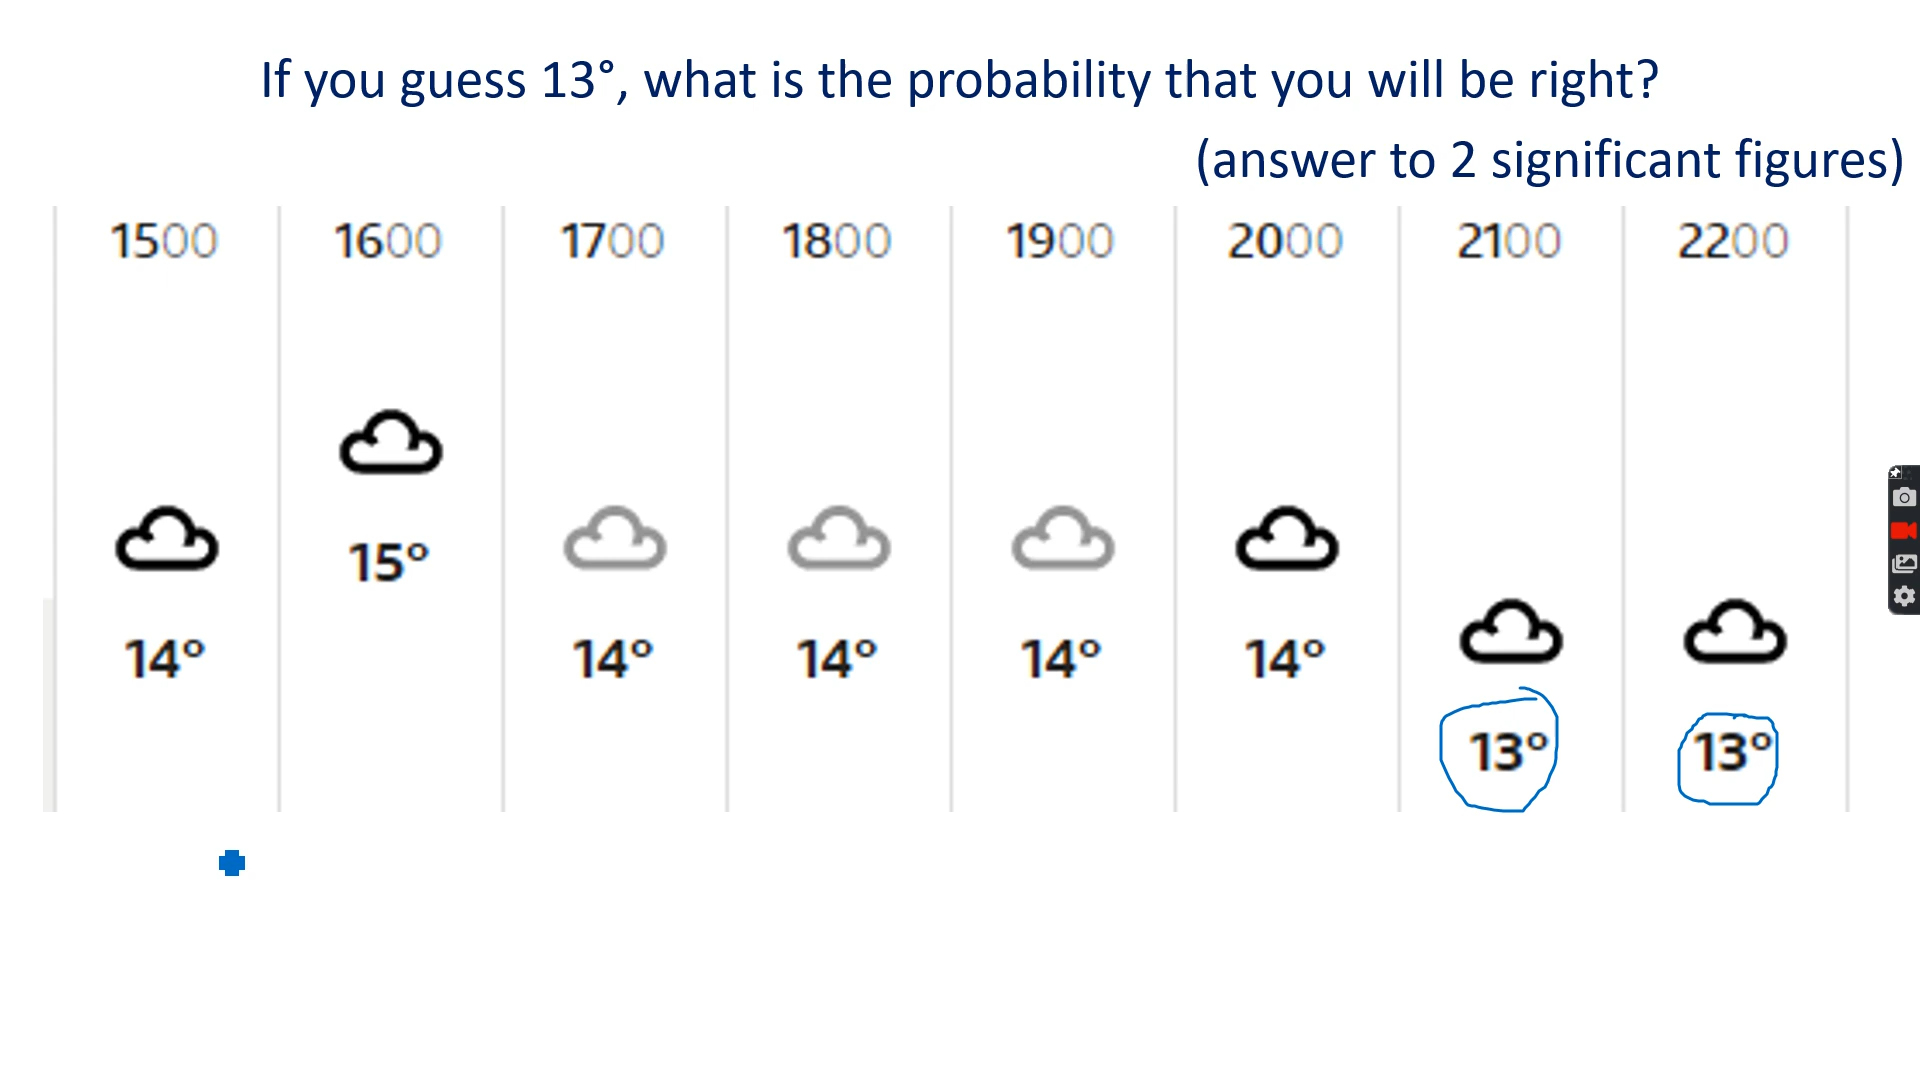 If you guess 13°, what is the probability that you will be right?
(answer to 2 significant figures)
1500 1600 1700 1800 1900 2000 2100 2200
15°
14° 14° 14° 14° 14°
13° 13°